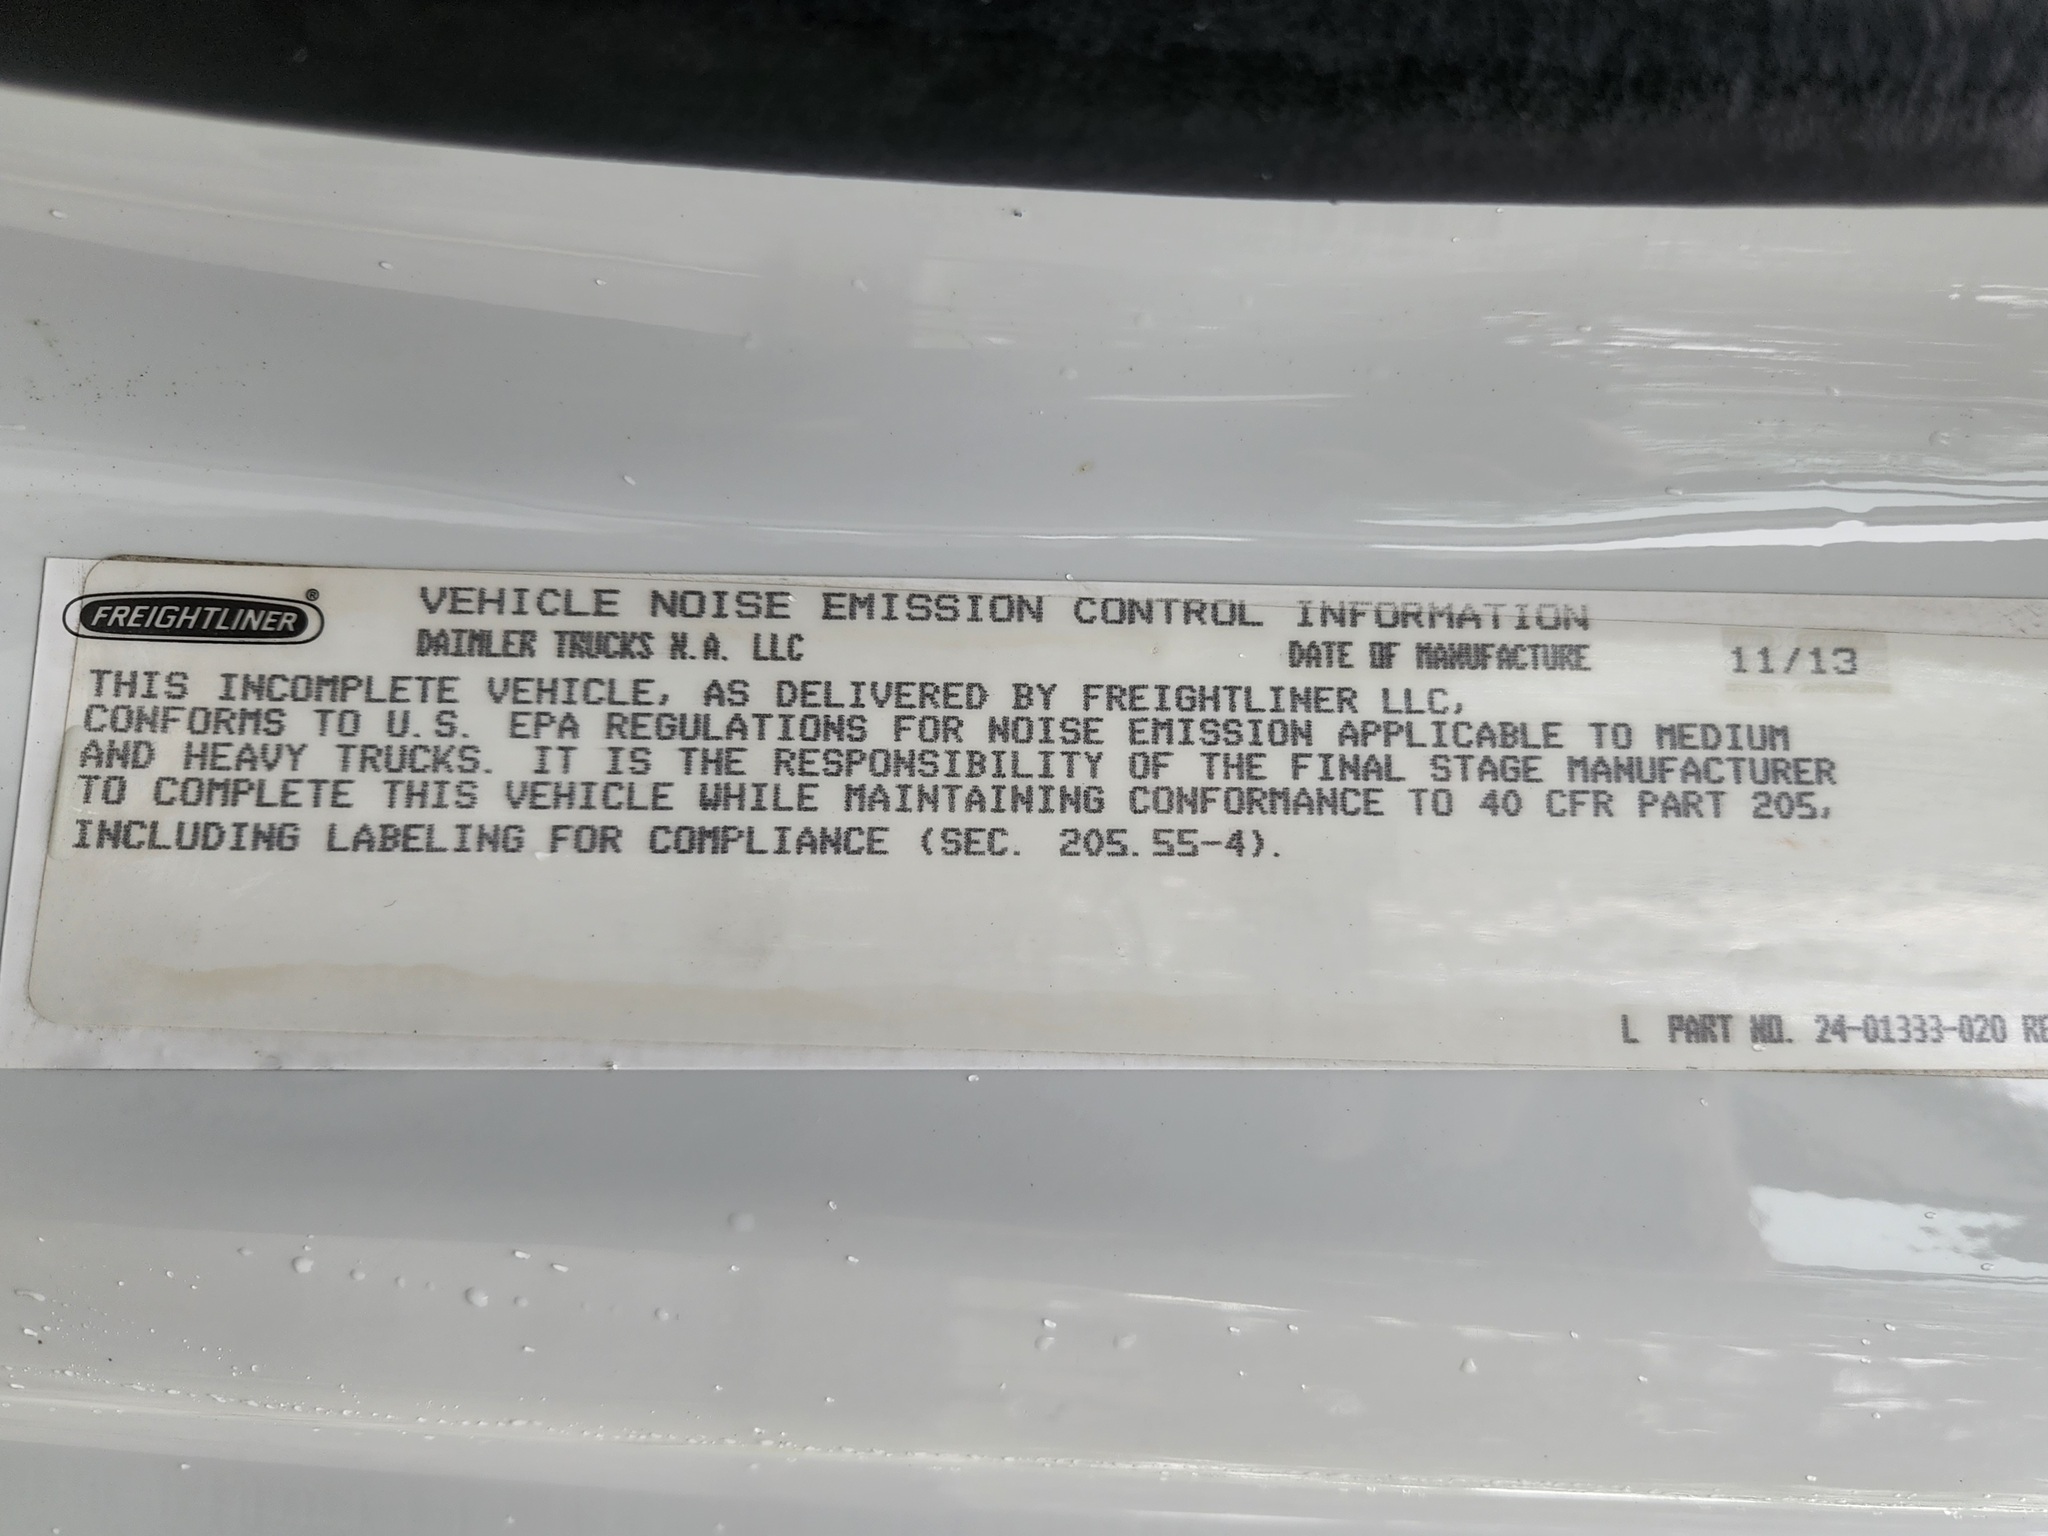 FREIGHTLINER®
VEHICLE NOISE EMISSION CONTROL INFORMATION
DAIMLER TRUCKS N.A. LLC DATE OF MANUFACTURE 11/13
THIS INCOMPLETE VEHICLE, AS DELIVERED BY FREIGHTLINER LLC,
CONFORMS TO U.S. EPA REGULATIONS FOR NOISE EMISSION APPLICABLE TO MEDIUM
AND HEAVY TRUCKS. IT IS THE RESPONSIBILITY OF THE FINAL STAGE MANUFACTURER
TO COMPLETE THIS VEHICLE WHILE MAINTAINING CONFORMANCE TO 40 CFR PART 205,
INCLUDING LABELING FOR COMPLIANCE (SEC. 205.55-4).
L PART NO. 24-01333-020